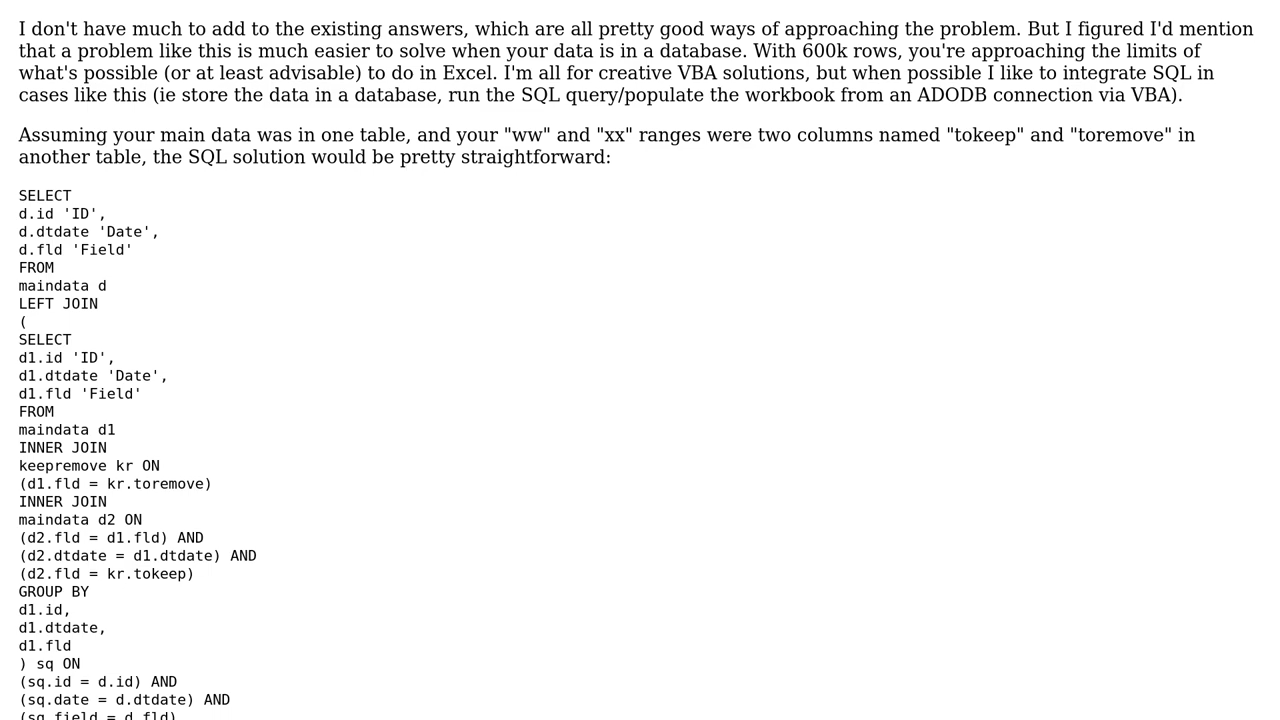 I don't have much to add to the existing answers, which are all pretty good ways of approaching the problem. But I figured I'd mention
that a problem like this is much easier to solve when your data is in a database. With 600k rows, you're approaching the limits of
what's possible (or at least advisable) to do in Excel. I'm all for creative VBA solutions, but when possible I like to integrate SQL in
cases like this (ie store the data in a database, run the SQL query/populate the workbook from an ADODB connection via VBA).
Assuming your main data was in one table, and your "ww" and "xx" ranges were two columns named "tokeep" and "toremove" in
another table, the SQL solution would be pretty straightforward:
SELECT
d.id 'ID',
d.dtdate 'Date',
d.fld 'Field'
FROM
maindata d
LEFT JOIN
(
SELECT
d1.id 'ID',
d1.dtdate 'Date',
d1.fld 'Field'
FROM
maindata d1
INNER JOIN
keepremove kr ON
(d1.fld = kr.toremove)
INNER JOIN
maindata d2 ON
(d2.fld = d1.fld) AND
(d2.dtdate = d1.dtdate) AND
(d2.fld = kr.tokeep)
GROUP BY
d1.id,
d1.dtdate,
d1.fld
) sq ON
(sq.id = d.id) AND
(sq.date = d.dtdate) AND
(sq.field = d.fld)